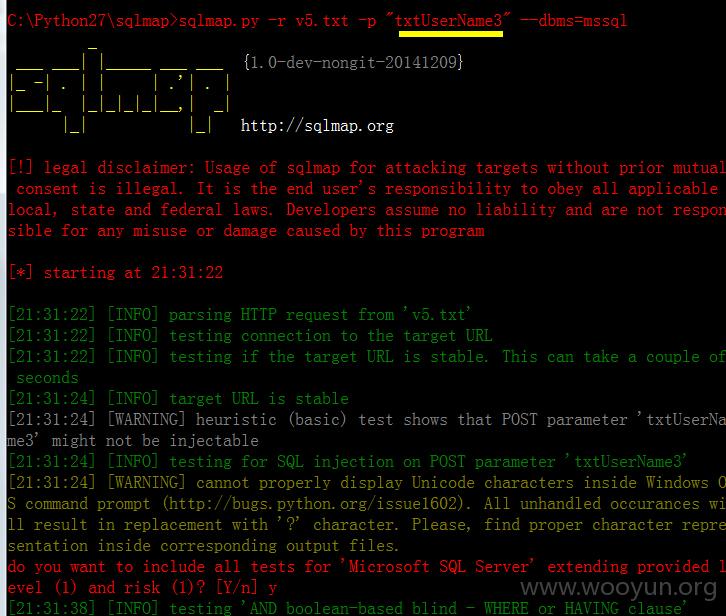 C:\Python27\sqlmap>sqlmap.py -r v5.txt -p "txtUserName3" --dbms=mssql
sqlmap
{1.0-dev-nongit-20141209}
http://sqlmap.org
[!] legal disclaimer: Usage of sqlmap for attacking targets without prior mutual
consent is illegal. It is the end user's responsibility to obey all applicable
local, state and federal laws. Developers assume no liability and are not respon
sible for any misuse or damage caused by this program
[*] starting at 21:31:22
[21:31:22] [INFO] parsing HTTP request from 'v5.txt'
[21:31:22] [INFO] testing connection to the target URL
[21:31:22] [INFO] testing if the target URL is stable. This can take a couple of
seconds
[21:31:24] [INFO] target URL is stable
[21:31:24] [WARNING] heuristic (basic) test shows that POST parameter 'txtUserNa
me3' might not be injectable
[21:31:24] [INFO] testing for SQL injection on POST parameter 'txtUserName3'
[21:31:24] [WARNING] cannot properly display Unicode characters inside Windows O
S command prompt (http://bugs.python.org/issue1602). All unhandled occurances wi
ll result in replacement with '?' character. Please, find proper character repre
sentation inside corresponding output files.
do you want to include all tests for 'Microsoft SQL Server' extending provided l
evel (1) and risk (1)? [Y/n] y
[21:31:38] [INFO] testing 'AND boolean-based blind - WHERE or HAVING clause'
www.wooyun.org